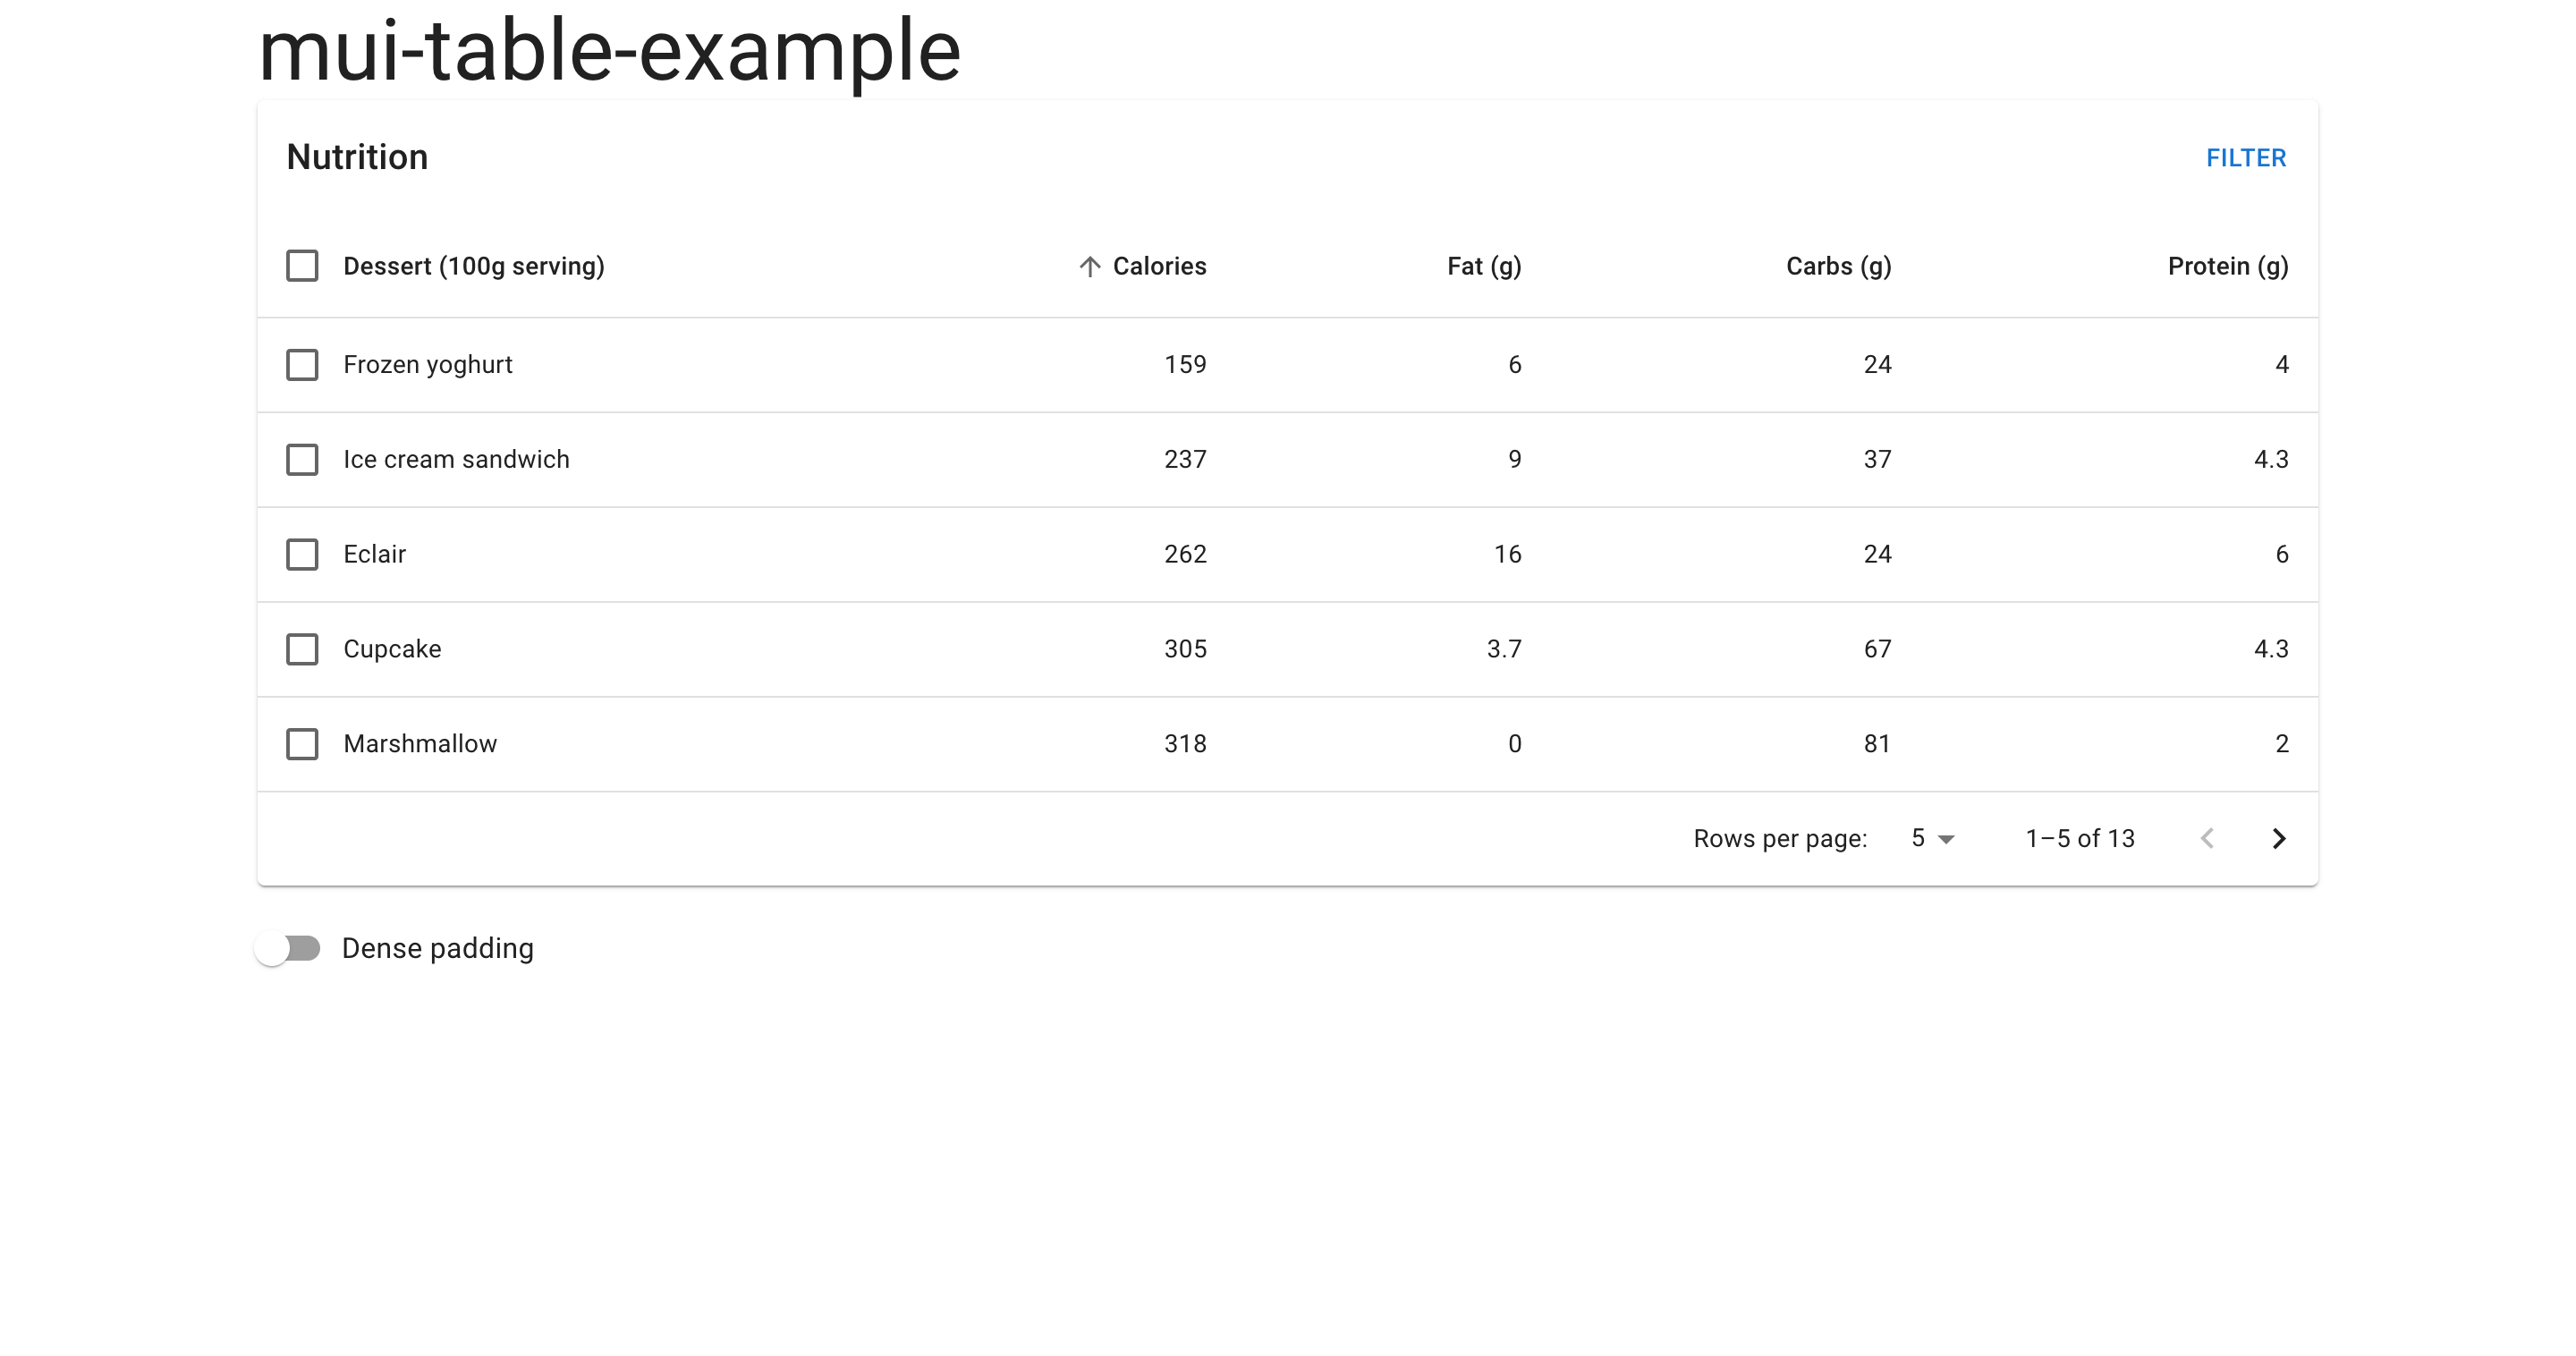 mui-table-example
Nutrition FILTER
Dessert (100g serving) Calories Fat (g) Carbs (g) Protein (g)
Frozen yoghurt 159 6 24 4
Ice cream sandwich 237 9 37 4.3
Eclair 262 16 24 6
Cupcake 305 3.7 67 4.3
Marshmallow 318 0 81 2
Rows per page: 5 1–5 of 13
Dense padding